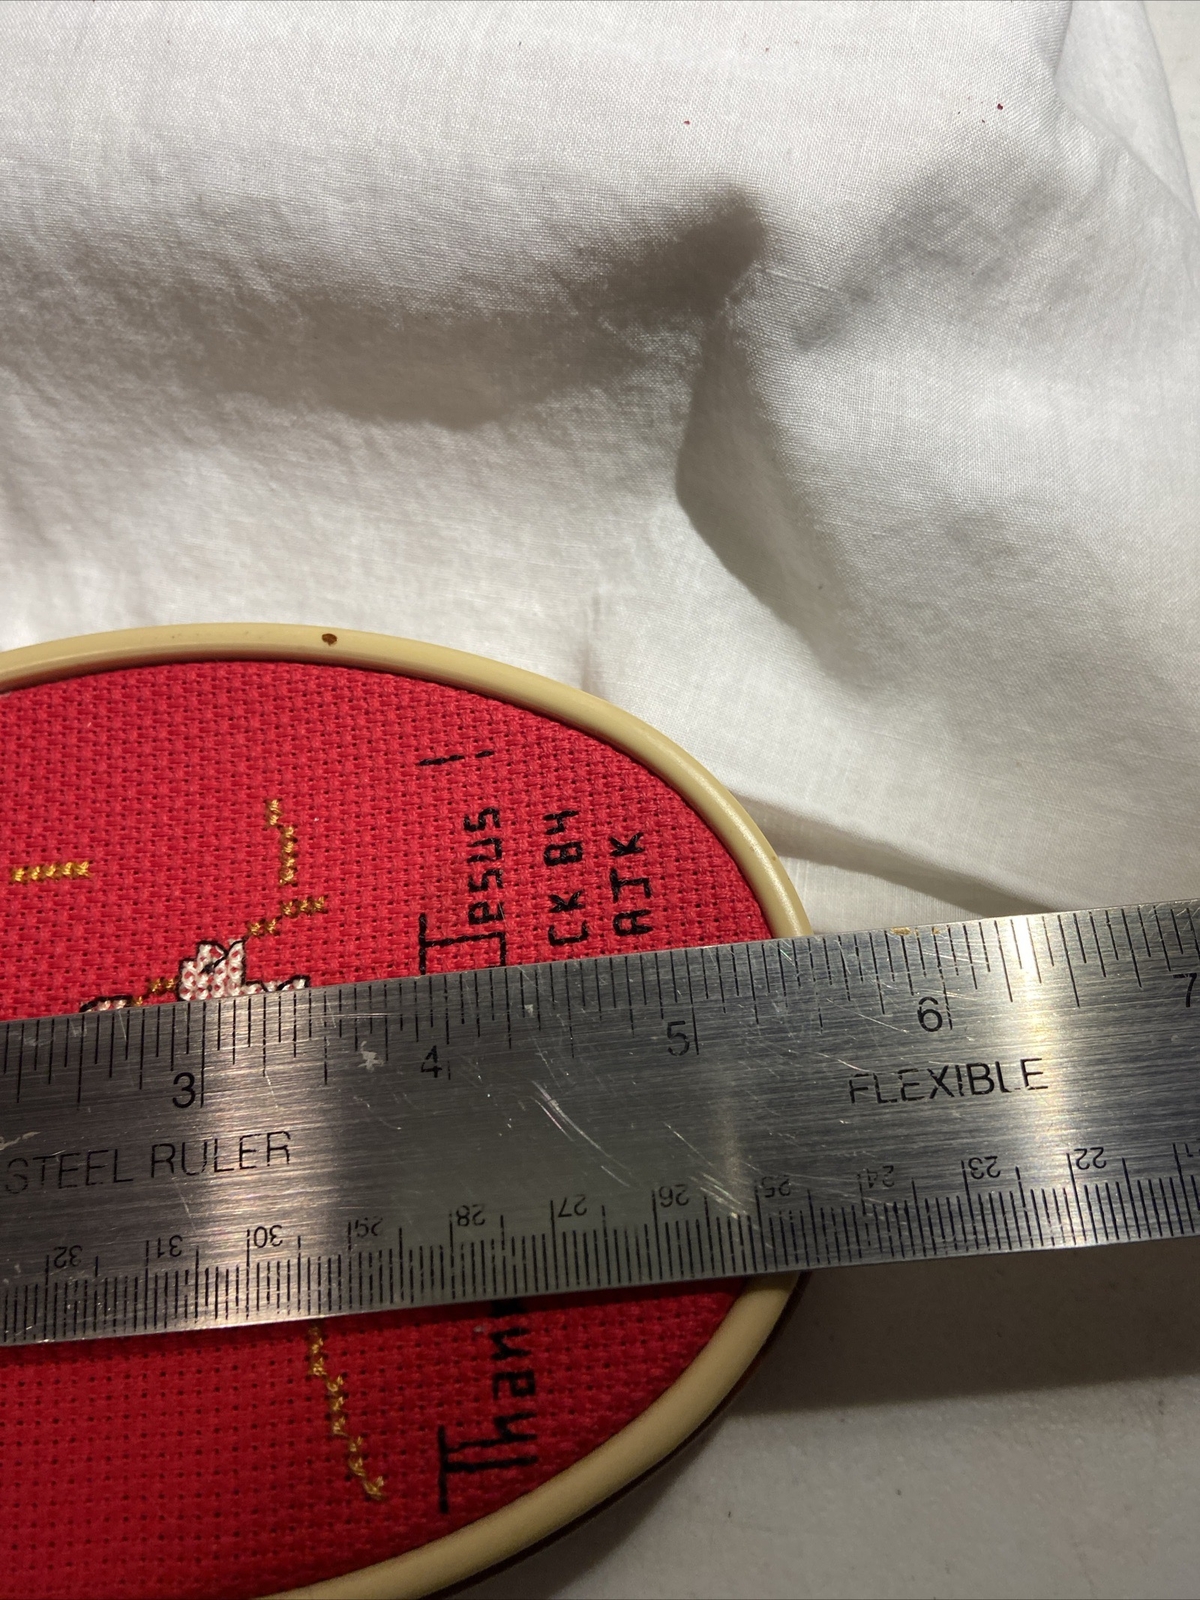 Jesus !
CK 84
AJK
Than
3 4 5 6 7
STEEL RULER FLEXIBLE
32 31 30 29 28 27 26 25 24 23 22